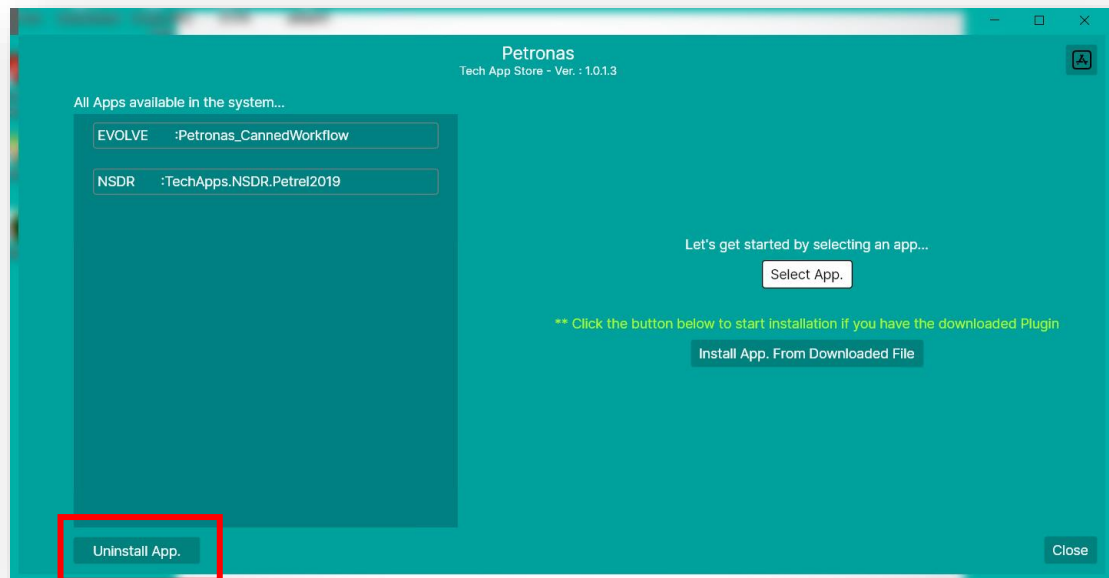 Petronas
Tech App Store - Ver. : 1.0.1.3
All Apps available in the system...
EVOLVE :Petronas_CannedWorkflow
NSDR :TechApps.NSDR.Petrel2019
Let's get started by selecting an app...
Select App.
** Click the button below to start installation if you have the downloaded Plugin
Install App. From Downloaded File
Uninstall App.
Close